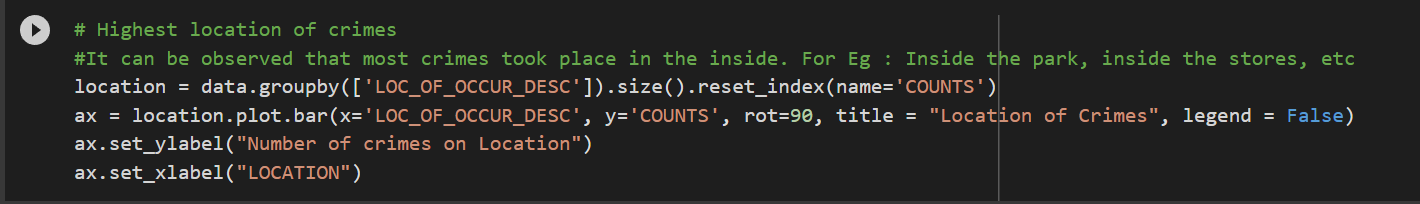 # Highest location of crimes
#It can be observed that most crimes took place in the inside. For Eg : Inside the park, inside the stores, etc
location = data.groupby(['LOC_OF_OCCUR_DESC']).size().reset_index(name='COUNTS')
ax = location.plot.bar(x='LOC_OF_OCCUR_DESC', y='COUNTS', rot=90, title = "Location of Crimes", legend = False)
ax.set_ylabel("Number of crimes on Location")
ax.set_xlabel("LOCATION")